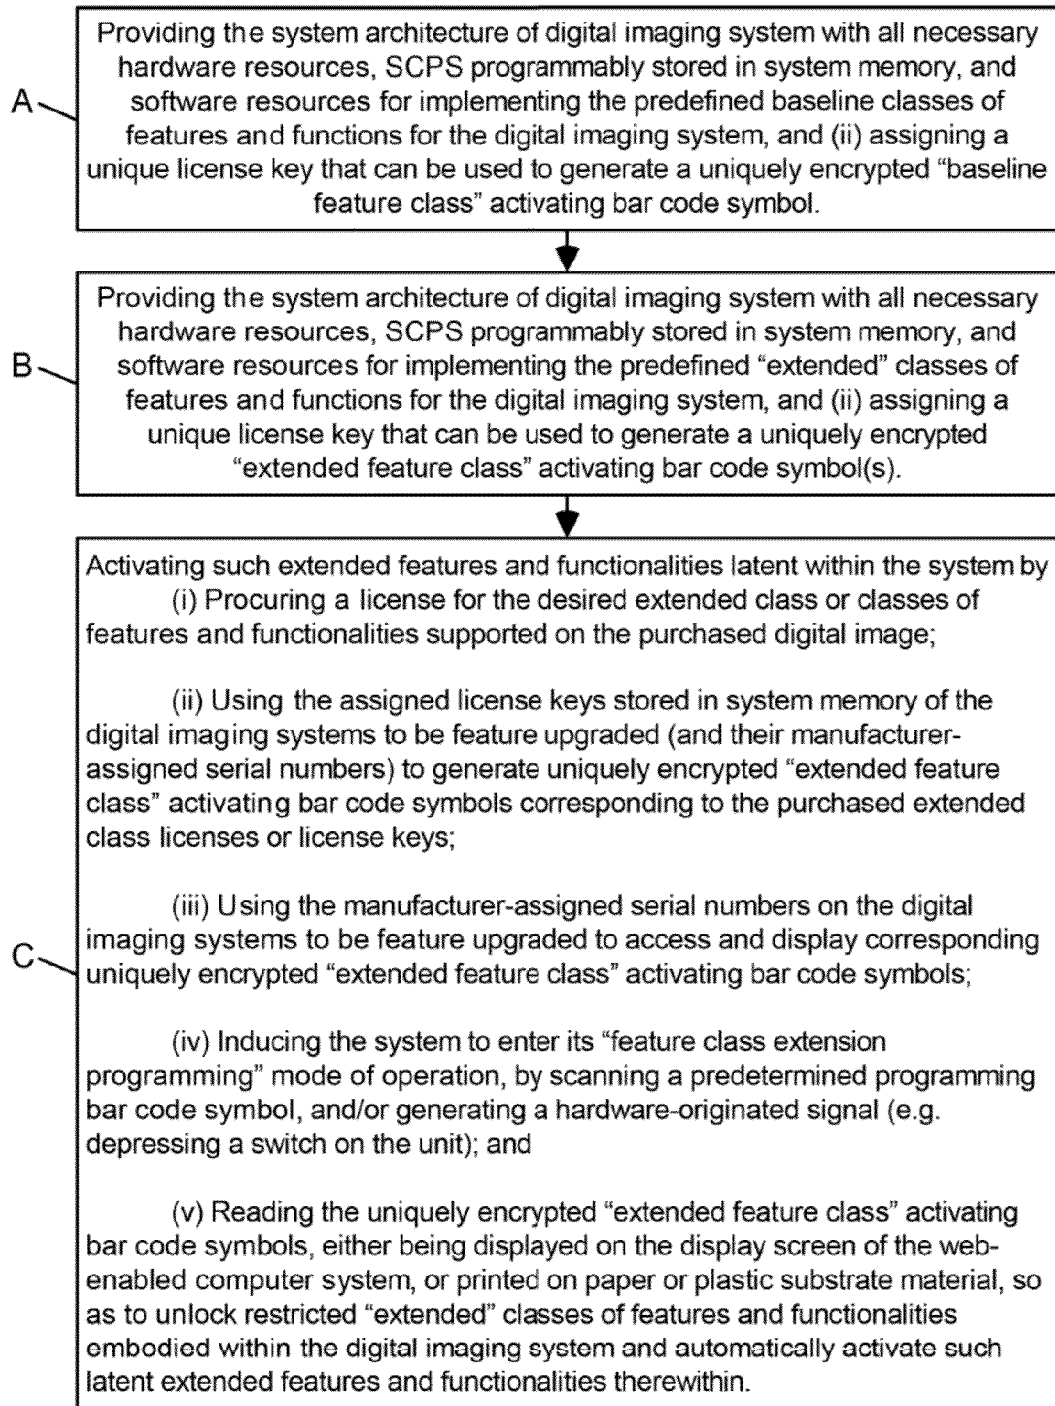 Providing the system architecture of digital imaging system with all necessary
hardware resources, SCPS programmably stored in system memory, and
A
software resources for implementing the predefined baseline classes of
features and functions for the digital imaging system, and (ii) assigning a
unique license key that can be used to generate a uniquely encrypted “baseline
feature class” activating bar code symbol.
Providing the system architecture of digital imaging system with all necessary
hardware resources, SCPS programmably stored in system memory, and
B
software resources for implementing the predefined “extended” classes of
features and functions for the digital imaging system, and (ii) assigning a
unique license key that can be used to generate a uniquely encrypted
“extended feature class” activating bar code symbol(s).
Activating such extended features and functionalities latent within the system by
(i) Procuring a license for the desired extended class or classes of
features and functionalities supported on the purchased digital image;
(ii) Using the assigned license keys stored in system memory of the
digital imaging systems to be feature upgraded (and their manufacturer-
assigned serial numbers) to generate uniquely encrypted “extended feature
class” activating bar code symbols corresponding to the purchased extended
class licenses or license keys;
(iii) Using the manufacturer-assigned serial numbers on the digital
imaging systems to be feature upgraded to access and display corresponding
C
uniquely encrypted “extended feature class” activating bar code symbols;
(iv) Inducing the system to enter its “feature class extension
programming” mode of operation, by scanning a predetermined programming
bar code symbol, and/or generating a hardware-originated signal (e.g.
depressing a switch on the unit); and
(v) Reading the uniquely encrypted “extended feature class” activating
bar code symbols, either being displayed on the display screen of the web-
enabled computer system, or printed on paper or plastic substrate material, so
as to unlock restricted “extended” classes of features and functionalities
embodied within the digital imaging system and automatically activate such
latent extended features and functionalities therewithin.